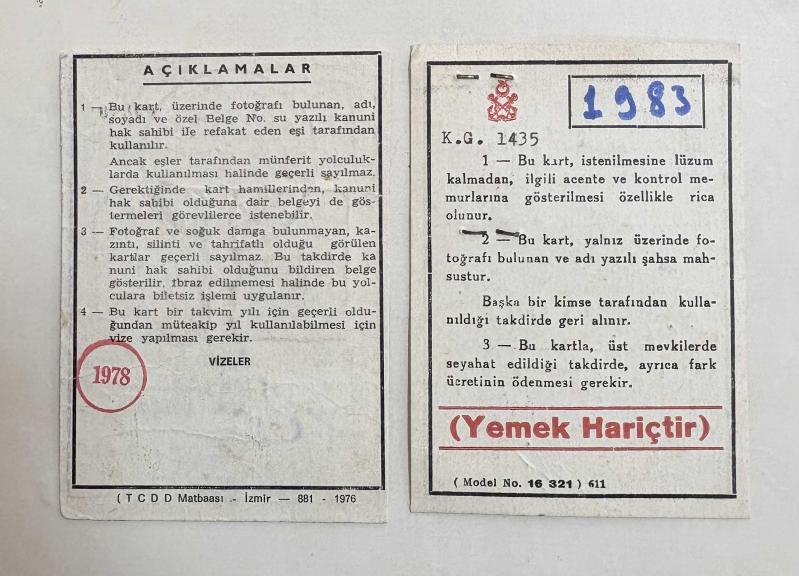 AÇIKLAMALAR
1 — Bu kart, üzerinde fotoğrafı bulunan, adı,
soyadı ve özel Belge No. su yazılı kanuni
hak sahibi ile refakat eden eşi tarafından
kullanılır.
Ancak eşler tarafından münferit yolculuk-
larda kullanılması halinde geçerli sayılmaz.
2 — Gerektiğinde kart hamillerinden, kanuni
hak sahibi olduğuna dair belgeyi de gös-
termeleri görevlilerce istenebilir.
3 — Fotoğraf ve soğuk damga bulunmayan, ka-
zıntı, silinti ve tahrifatlı olduğu görülen
kartlar geçerli sayılmaz. Bu takdirde ka
nuni hak sahibi olduğunu bildiren belge
gösterilir, İbraz edilmemesi halinde bu yol-
culara biletsiz işlemi uygulanır.
4 — Bu kart bir takvim yılı için geçerli oldu-
ğundan müteakip yıl kullanılabilmesi için
vize yapılması gerekir.
VİZELER
1978
( T C D D Matbaası - İzmir — 881 - 1976
1983
K.G. 1435
1 — Bu kart, istenilmesine lüzum
kalmadan, ilgili acente ve kontrol me-
murlarına gösterilmesi özellikle rica
olunur.
2 — Bu kart, yalnız üzerinde fo-
toğrafı bulunan ve adı yazılı şahsa mah-
sustur.
Başka bir kimse tarafından kulla-
nıldığı takdirde geri alınır.
3 — Bu kartla, üst mevkilerde
seyahat edildiği takdirde, ayrıca fark
ücretinin ödenmesi gerekir.
(Yemek Hariçtir)
( Model No. 16 321 ) 611